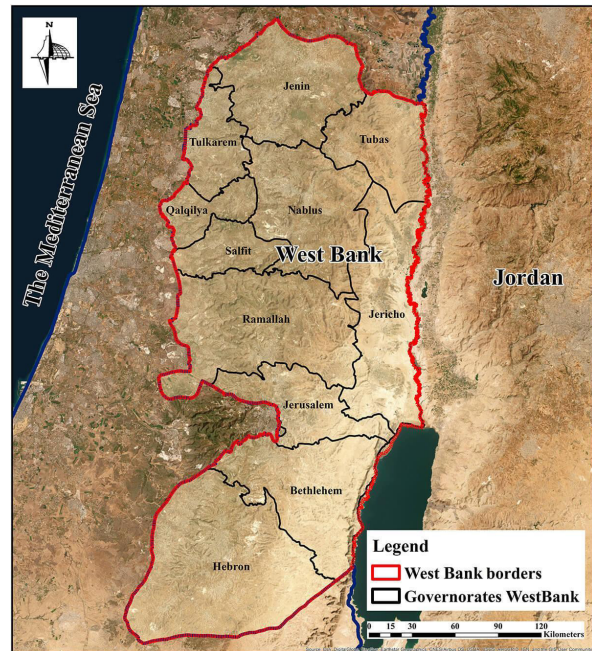 N
The Mediterranean Sea
Jenin
Tubas
Tulkarem
Qalqilya
Nablus
Salfit
West Bank
Jordan
Ramallah
Jericho
Jerusalem
Bethlehem
Hebron
Legend
West Bank borders
Governorates WestBank
0 15 30 60 90 120
Kilometers